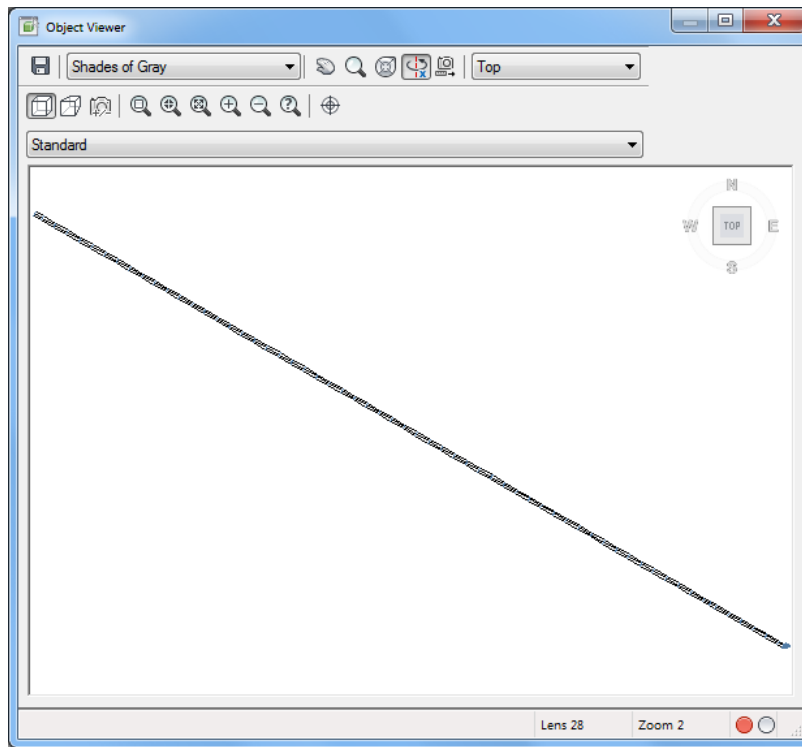 Object Viewer
Shades of Gray
Top
Standard
N
W TOP E
S
Lens 28 Zoom 2